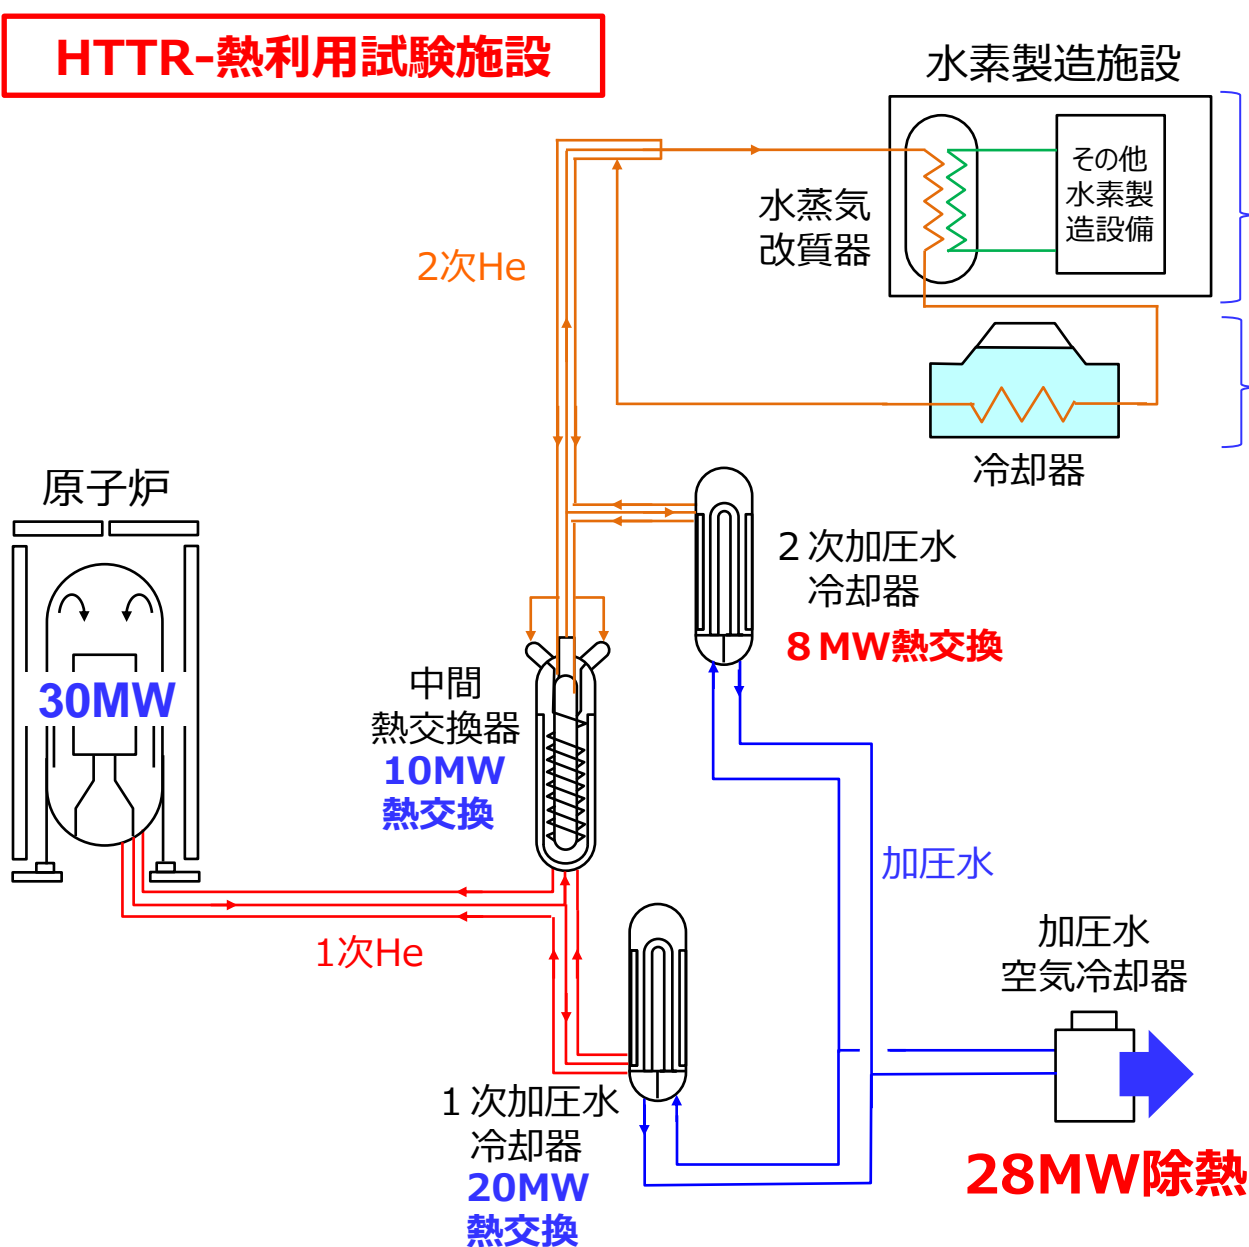 HTTR-熱利用試験施設
水素製造施設
その他
水素製
造設備
水蒸気
改質器
2次He
冷却器
原子炉
30MW
２次加圧水
冷却器
８MW熱交換
中間
熱交換器
10MW
熱交換
加圧水
1次He
加圧水
空気冷却器
１次加圧水
冷却器
20MW
熱交換
28MW除熱